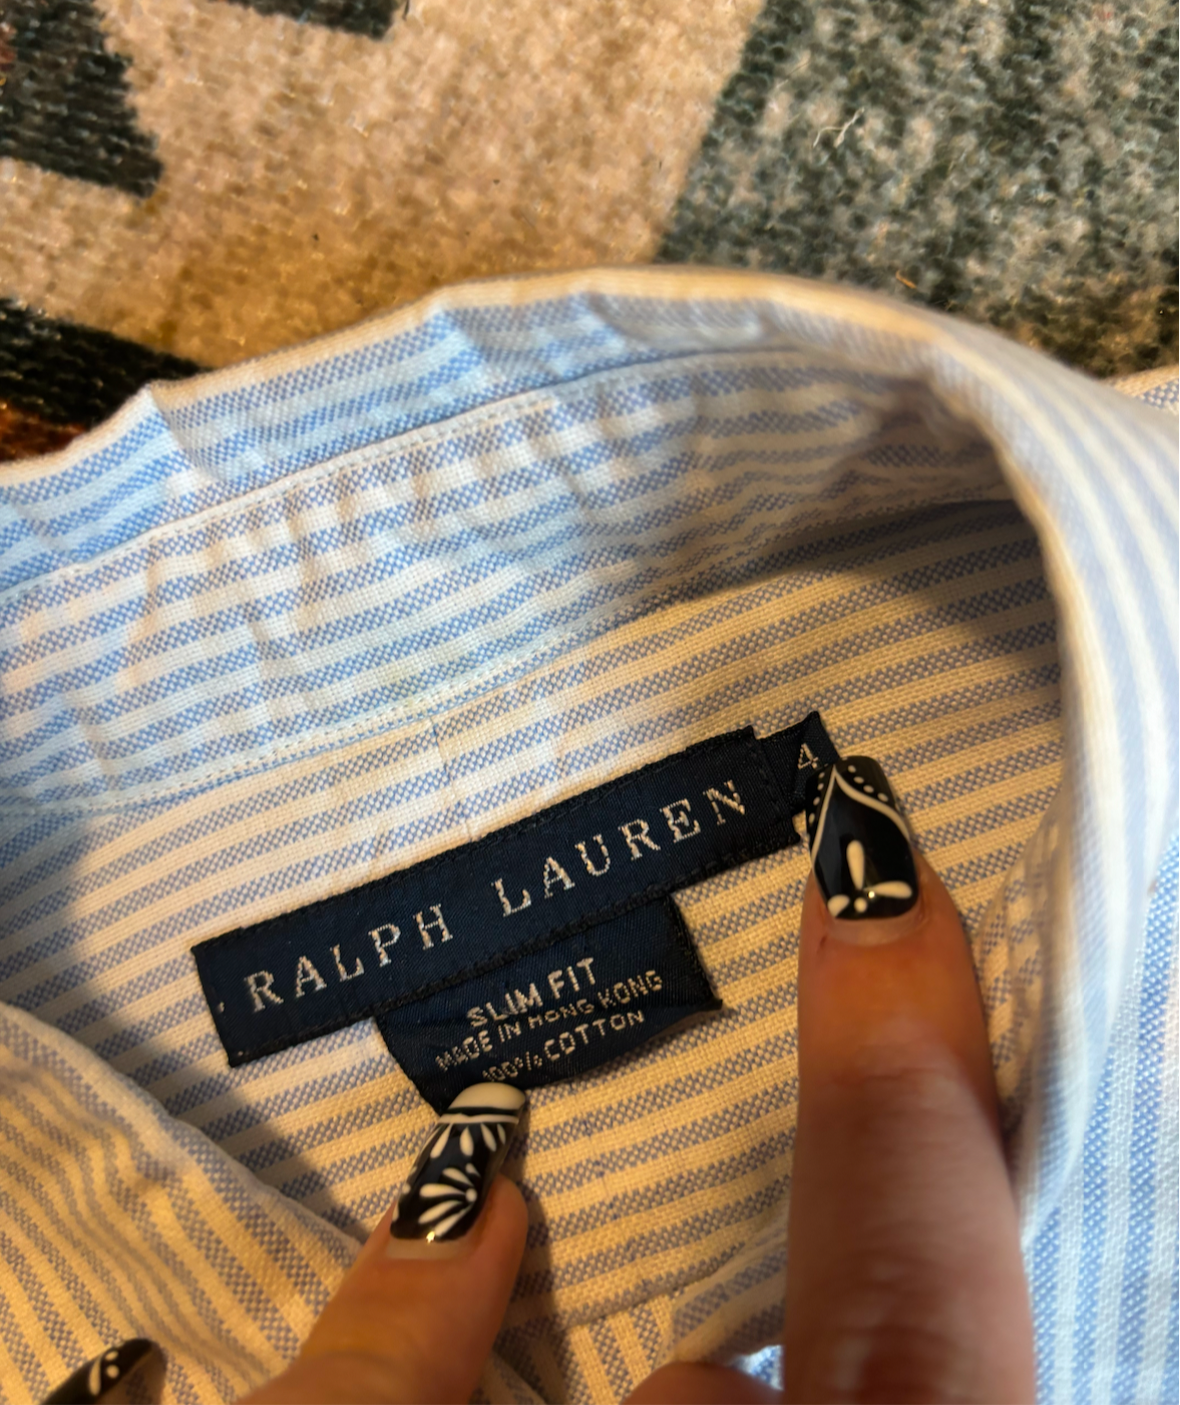 RALPH LAUREN
4
SLIM FIT
MADE IN HONG KONG
100% COTTON